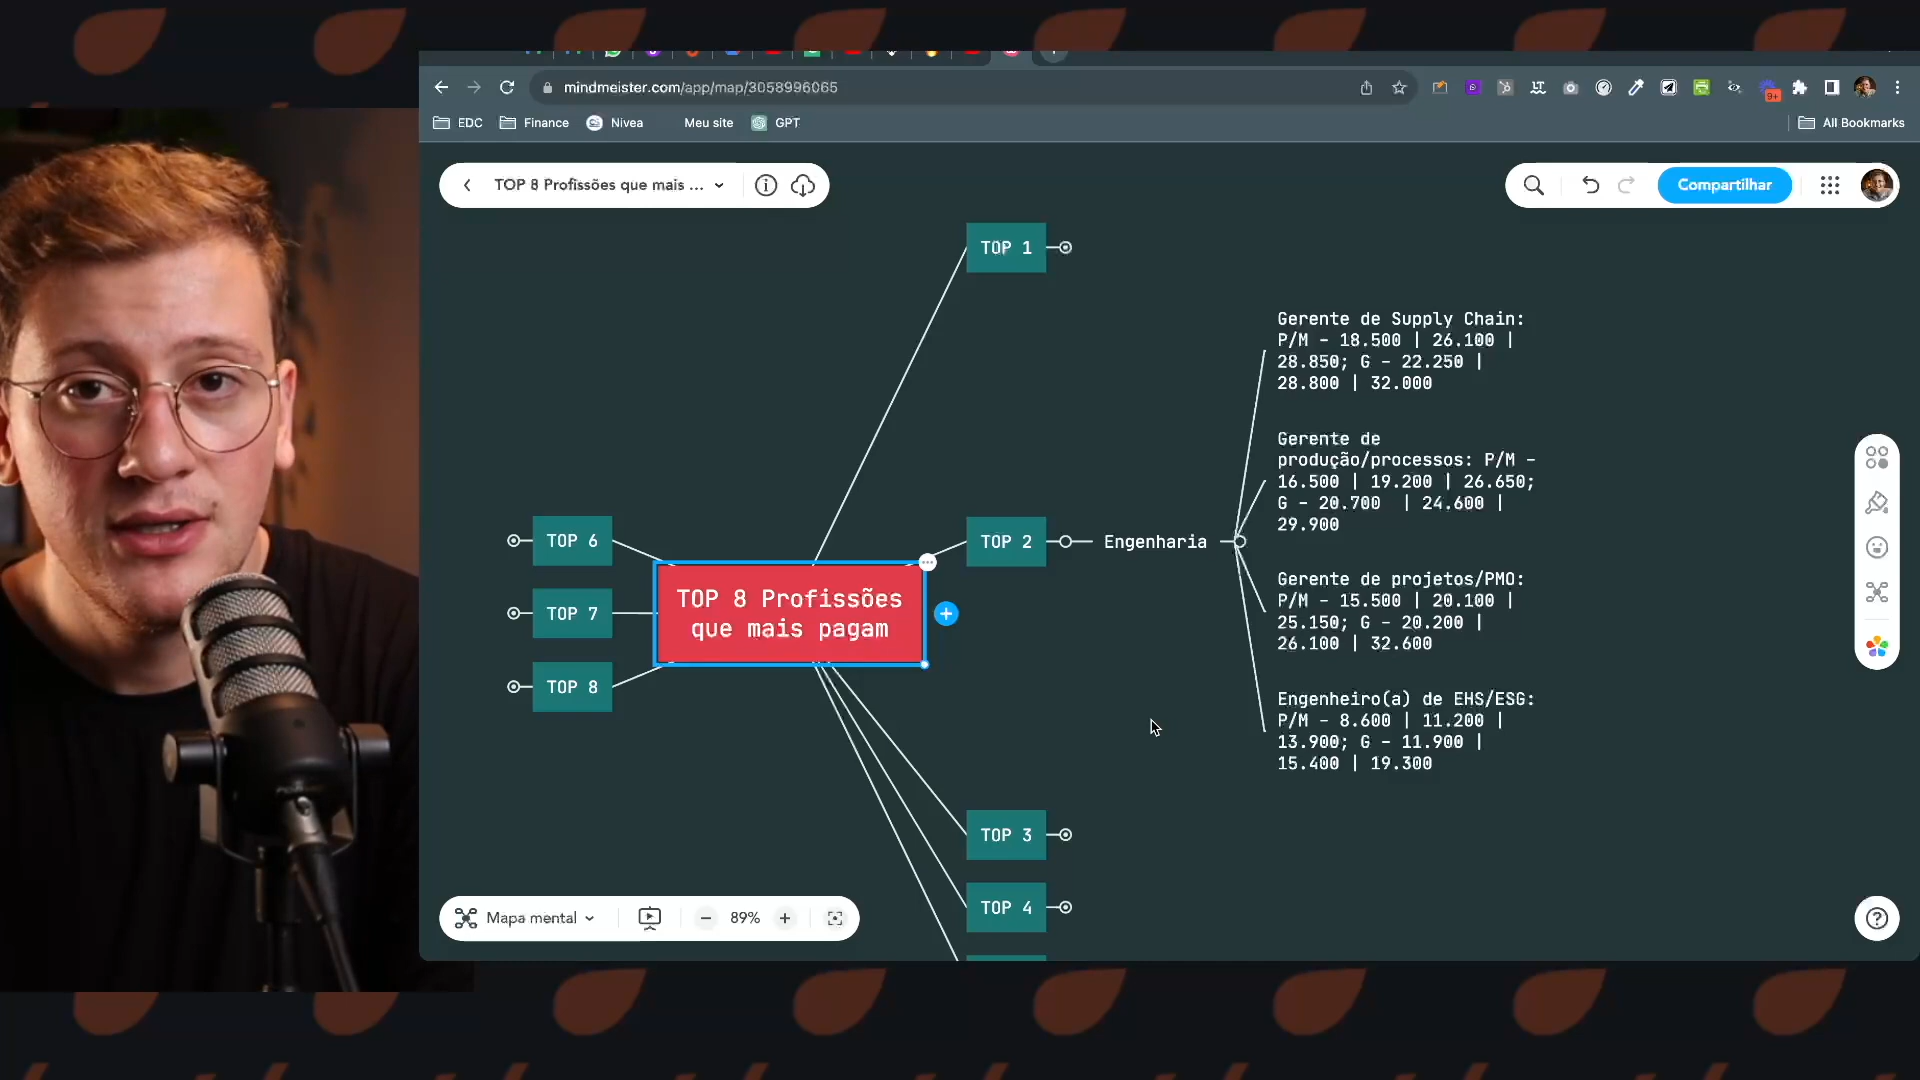 mindmeister.com/app/map/3058996065
EDC
Finance
Nivea
Meu site
GPT
All Bookmarks
TOP 8 Profissões que mais ...
Compartilhar
9+
TOP 1
Gerente de Supply Chain:
P/M - 18.500 | 26.100 |
28.850; G - 22.250 |
28.800 | 32.000
Gerente de
produção/processos: P/M -
16.500 | 19.200 | 26.650;
G - 20.700 | 24.600 |
29.900
TOP 6
TOP 2
Engenharia
TOP 8 Profissões
que mais pagam
TOP 7
Gerente de projetos/PMO:
P/M - 15.500 | 20.100 |
25.150; G - 20.200 |
26.100 | 32.600
TOP 8
Engenheiro(a) de EHS/ESG:
P/M - 8.600 | 11.200 |
13.900; G - 11.900 |
15.400 | 19.300
TOP 3
TOP 4
Mapa mental
89%